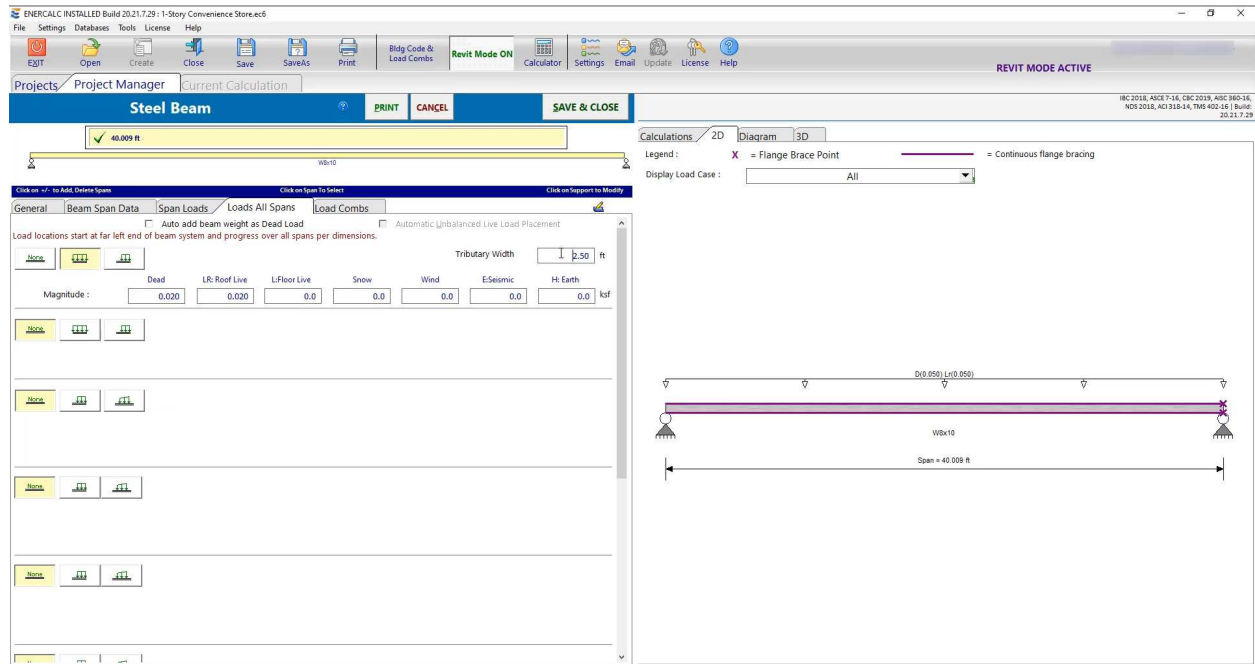 ENERCALC INSTALLED Build 20.21.7.29 : 1-Story Convenience Store.ec6
File Settings Databases Tools License Help
EXIT Open Create Close Save SaveAs Print Bldg Code & Load Combs Revit Mode ON Calculator Settings Email Update License Help
REVIT MODE ACTIVE
Projects Project Manager Current Calculation
Steel Beam PRINT CANCEL SAVE & CLOSE
IBC 2018, ASCE 7-16, CBC 2019, AISC 360-16,
NDS 2018, ACI 318-14, TMS 402-16 | Build:
20.21.7.29
40.009 ft
W8x10
Click on +/- to Add, Delete Spans Click on Span To Select Click on Support to Modify
General Beam Span Data Span Loads Loads All Spans Load Combs
Auto add beam weight as Dead Load Automatic Unbalanced Live Load Placement
Load locations start at far left end of beam system and progress over all spans per dimensions.
None Tributary Width 2.50 ft
Dead LR: Roof Live L:Floor Live Snow Wind E:Seismic H: Earth
Magnitude : 0.020 0.020 0.0 0.0 0.0 0.0 0.0 ksf
None
None
None
None
Calculations 2D Diagram 3D
Legend : X = Flange Brace Point = Continuous flange bracing
Display Load Case : All
D(0.050) Lr(0.050)
W8x10
Span = 40.009 ft